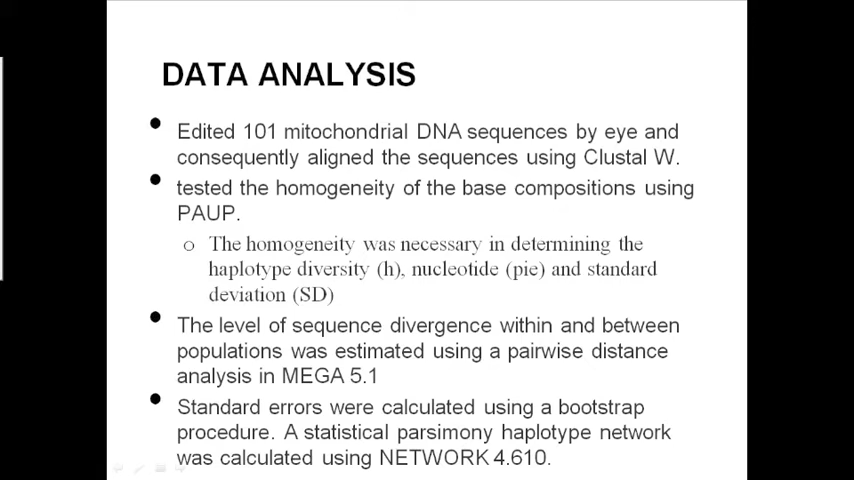 DATA ANALYSIS
• Edited 101 mitochondrial DNA sequences by eye and
consequently aligned the sequences using Clustal W.
• tested the homogeneity of the base compositions using
PAUP.
o The homogeneity was necessary in determining the
haplotype diversity (h), nucleotide (pie) and standard
deviation (SD)
• The level of sequence divergence within and between
populations was estimated using a pairwise distance
analysis in MEGA 5.1
• Standard errors were calculated using a bootstrap
procedure. A statistical parsimony haplotype network
was calculated using NETWORK 4.610.